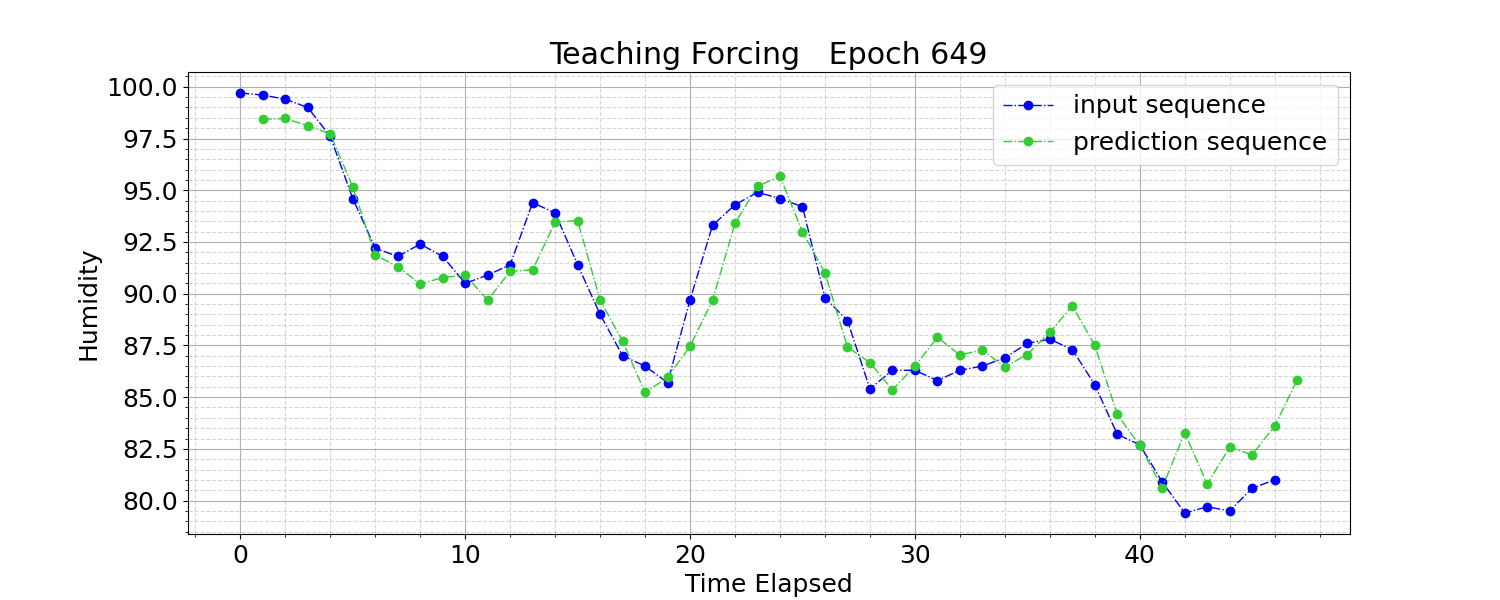 Teaching Forcing   Epoch 649
input sequence
prediction sequence
Humidity
100.0
97.5
95.0
92.5
90.0
87.5
85.0
82.5
80.0
0 10 20 30 40
Time Elapsed